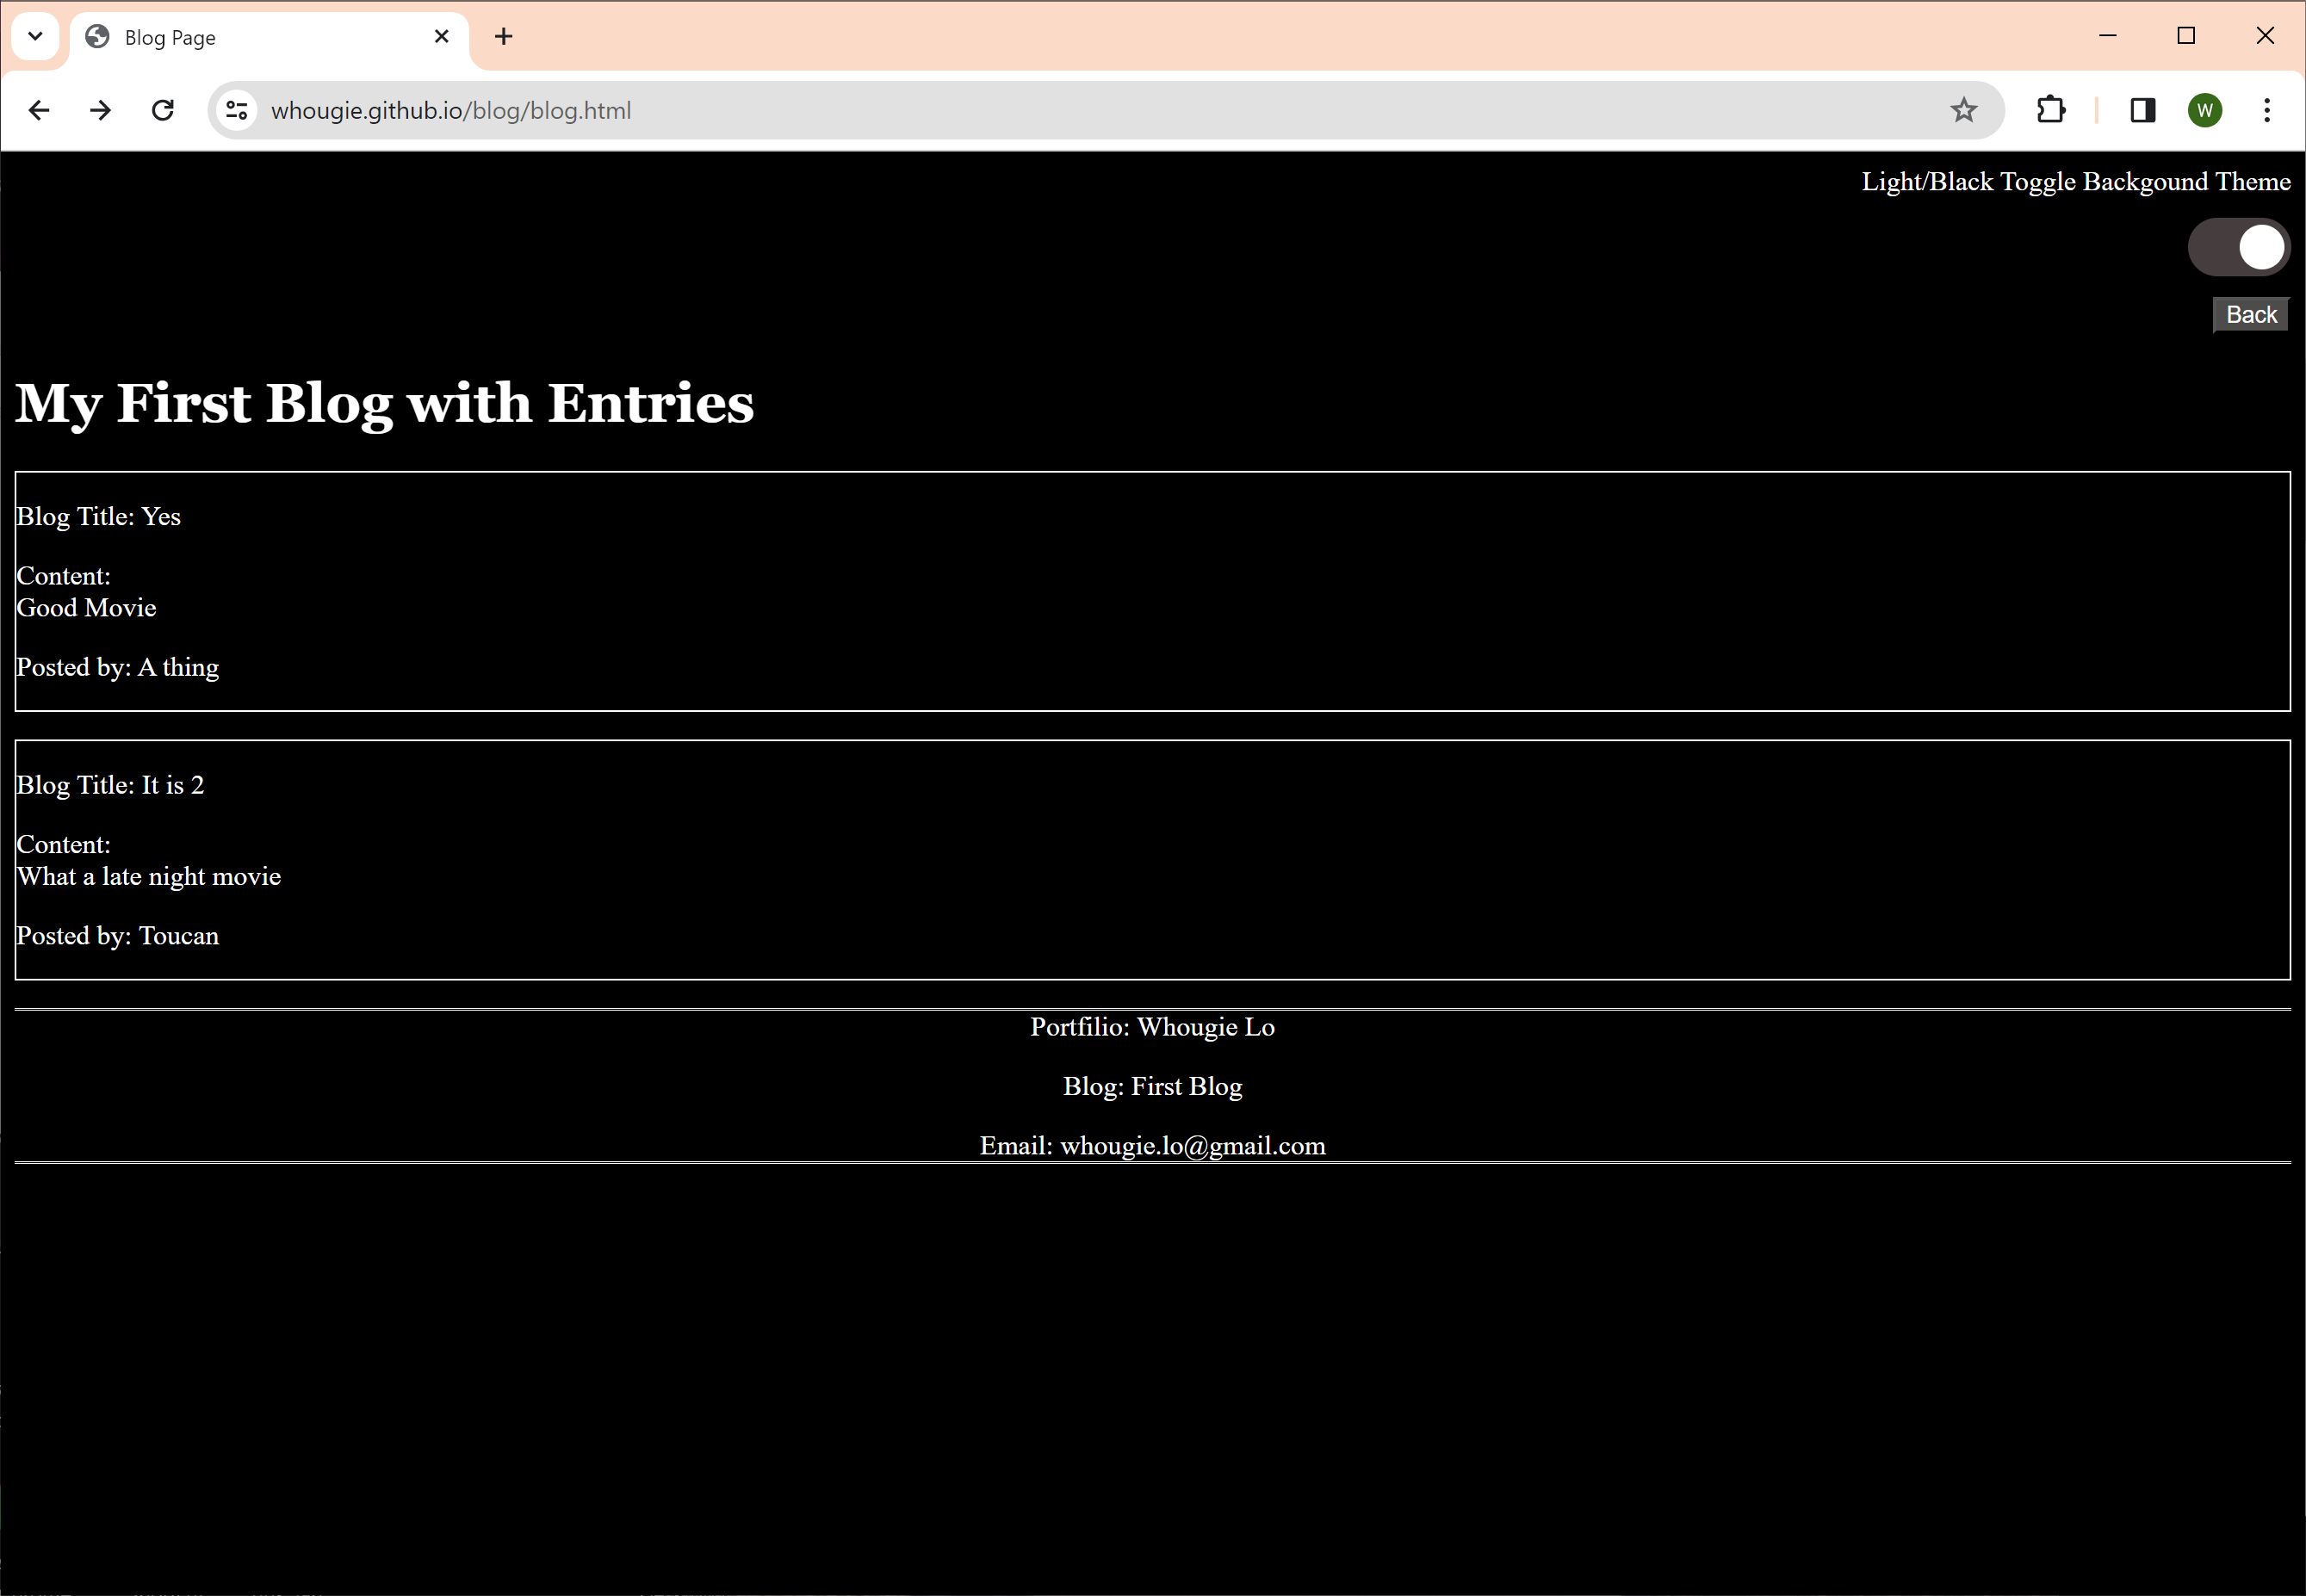 Blog Page
whougie.github.io/blog/blog.html
W
Light/Black Toggle Backgound Theme
Back
My First Blog with Entries
Blog Title: Yes
Content:
Good Movie
Posted by: A thing
Blog Title: It is 2
Content:
What a late night movie
Posted by: Toucan
Portfilio: Whougie Lo
Blog: First Blog
Email: whougie.lo@gmail.com